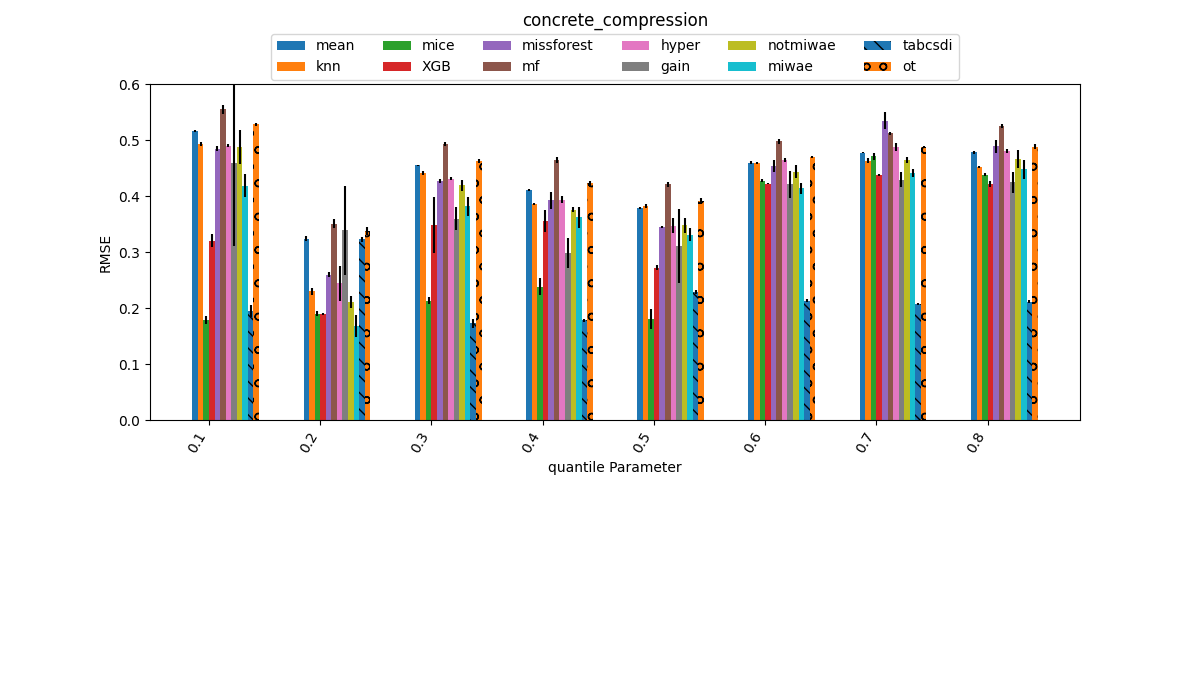 concrete_compression
mean mice missforest hyper notmiwae tabcsdi
knn XGB mf gain miwae ot
0.6
0.5
0.4
0.3
0.2
0.1
0.0
RMSE
0.1 0.2 0.3 0.4 0.5 0.6 0.7 0.8
quantile Parameter